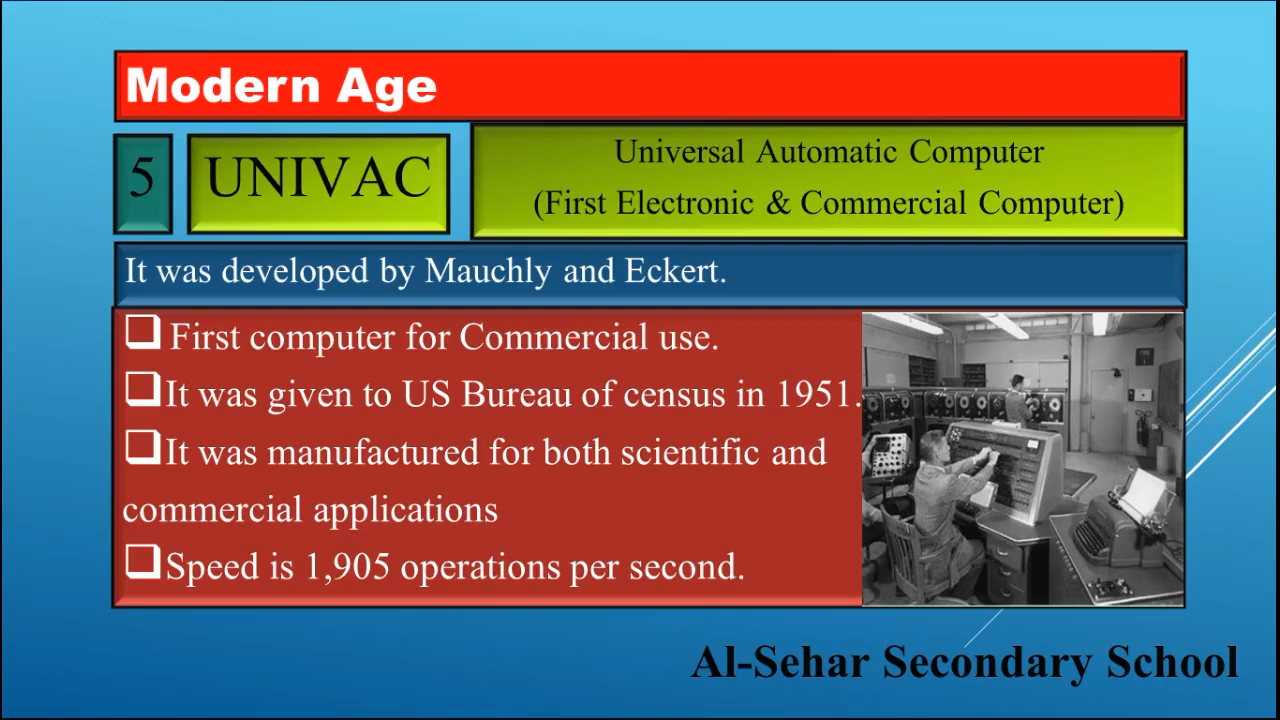 Modern Age
5
UNIVAC
Universal Automatic Computer
(First Electronic & Commercial Computer)
It was developed by Mauchly and Eckert.
❑ First computer for Commercial use.
❑It was given to US Bureau of census in 1951.
❑It was manufactured for both scientific and
commercial applications
❑Speed is 1,905 operations per second.
Al-Sehar Secondary School